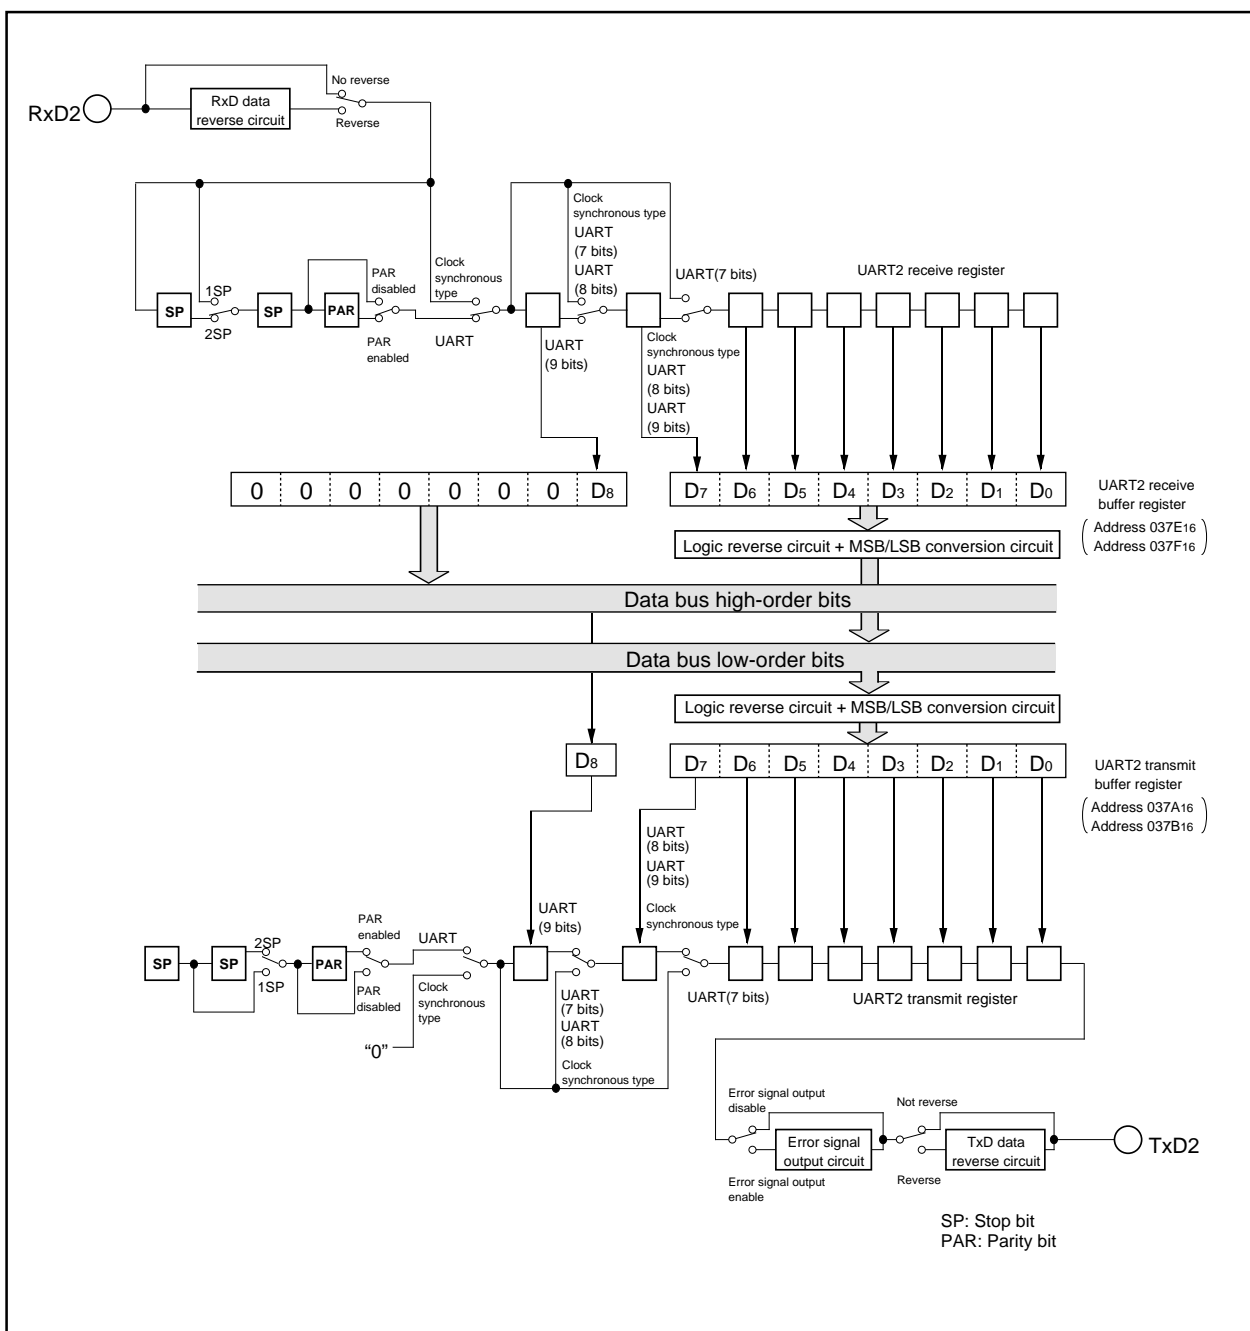 No reverse
RxD2
RxD data
reverse circuit
Reverse
Clock
synchronous type
UART
(7 bits)
UART
(8 bits)
Clock
synchronous
type
PAR
disabled
1SP
2SP
SP
SP
PAR
PAR
enabled
UART
UART(7 bits)
UART2 receive register
UART
(9 bits)
Clock
synchronous type
UART
(8 bits)
UART
(9 bits)
0 0 0 0 0 0 0 D8
D7 D6 D5 D4 D3 D2 D1 D0
UART2 receive
buffer register
Address 037E16
Address 037F16
Logic reverse circuit + MSB/LSB conversion circuit
Data bus high-order bits
Data bus low-order bits
Logic reverse circuit + MSB/LSB conversion circuit
D8
D7 D6 D5 D4 D3 D2 D1 D0
UART2 transmit
buffer register
Address 037A16
Address 037B16
UART
(8 bits)
UART
(9 bits)
Clock
synchronous type
UART
(9 bits)
PAR
enabled
UART
2SP
1SP
SP
SP
PAR
PAR
disabled
Clock
synchronous
type
“0”
UART
(7 bits)
UART
(8 bits)
Clock
synchronous type
UART(7 bits)
UART2 transmit register
Error signal output
disable
Error signal
output circuit
Error signal output
enable
Not reverse
TxD data
reverse circuit
Reverse
TxD2
SP: Stop bit
PAR: Parity bit